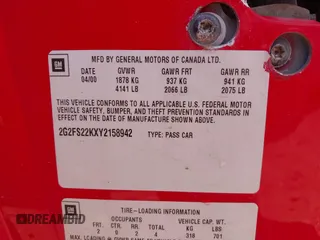 GM
MFD BY GENERAL MOTORS OF CANADA LTD.
DATE GVWR GAWR FRT GAWR RR
04/00 1878 KG 937 KG 941 KG
4141 LB 2066 LB 2075 LB
THIS VEHICLE CONFORMS TO ALL APPLICABLE U.S. FEDERAL MOTOR
VEHICLE SAFETY, BUMPER, AND THEFT PREVENTION STANDARDS IN
EFFECT ON THE DATE OF MANUFACTURE SHOWN ABOVE.
2G2FS22KXY2158942 TYPE: PASS CAR
GM
TIRE-LOADING INFORMATION
OCCUPANTS VEHICLE CAP. WT.
FRT CTR. RR. TOTAL KG LBS
2 2 4 318 701
DREAMBID